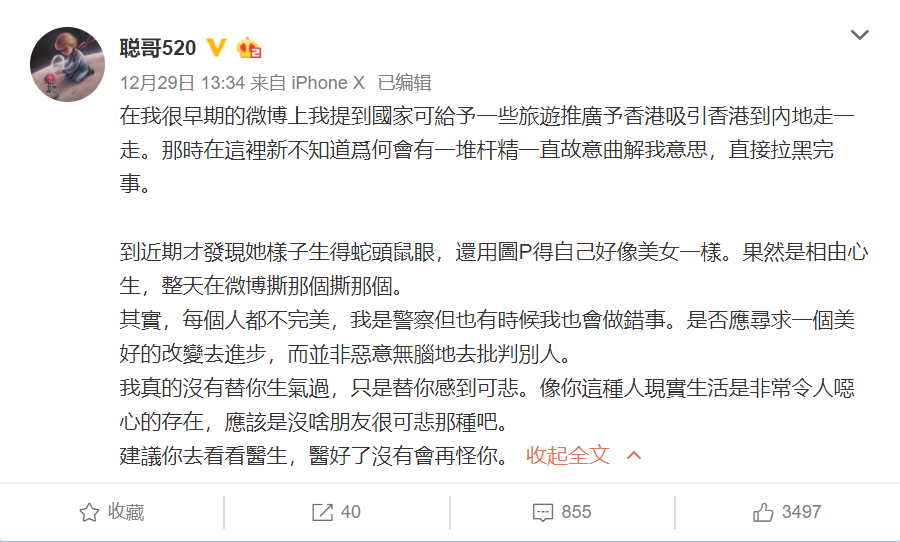 聪哥520
12月29日 13:34 来自 iPhone X 已编辑
在我很早期的微博上我提到國家可給予一些旅遊推廣予香港吸引香港到內地走一
走。那時在這裡新不知道爲何會有一堆杆精一直故意曲解我意思，直接拉黑完
事。
到近期才發現她樣子生得蛇頭鼠眼，還用圖P得自己好像美女一樣。果然是相由心
生，整天在微博撕那個撕那個。
其實，每個人都不完美，我是警察但也有時候我也會做錯事。是否應尋求一個美
好的改變去進步，而並非惡意無腦地去批判別人。
我真的沒有替你生氣過，只是替你感到可悲。像你這種人現實生活是非常令人噁
心的存在，應該是沒啥朋友很可悲那種吧。
建議你去看看醫生，醫好了沒有會再怪你。 收起全文
收藏 40 855 3497